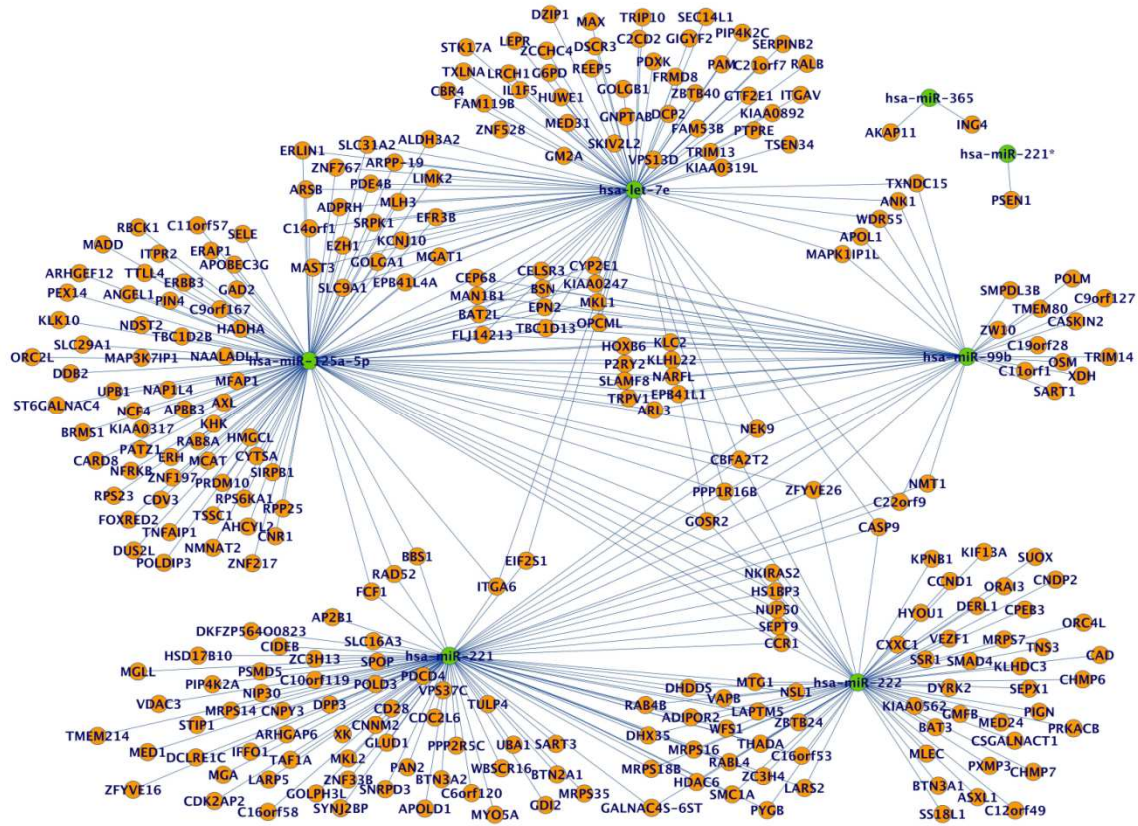 DZIP1
MAX
TRIP10
SEC14L1
LEPR
ZCCHC4
DSCR3
C2CD2
GIGYF2
PIP4K2C
SERPINB2
STK17A
REEP5
PDXK
PAM
C21orf7
RALB
TXLNA
LRCH1
G6PD
FRMD8
CBR4
IL1F5
GOLGB1
ZBTB40
GTF2E1
ITGAV
FAM119B
HUWE1
GNPTAB
DCP2
KIAA0892
ZNF528
MED31
FAM53B
PTPRE
SKIV2L2
TRIM13
TSEN34
GM2A
VPS13D
KIAA0319L
hsa-let-7e
hsa-miR-365
AKAP11
ING4
hsa-miR-221*
PSEN1
SLC31A2
ALDH3A2
ERLIN1
ARPP-19
ZNF767
LIMK2
ARSB
PDE4B
ADPRH
MLH3
SRPK1
EFR3B
C14orf1
KCNJ10
EZH1
MGAT1
MAST3
GOLGA1
SLC9A1
EPB41L4A
TXNDC15
ANK1
WDR55
APOL1
MAPK1IP1L
RBCK1
C11orf57
SELE
MADD
ITPR2
ERAP1
APOBEC3G
ARHGEF12
TTLL4
ERBB3
GAD2
PEX14
ANGEL1
PIN4
C9orf167
KLK10
NDST2
HADHA
TBC1D2B
SLC29A1
ORC2L
MAP3K7IP1
NAALADL1
hsa-miR-125a-5p
DDB2
UPB1
NAP1L4
MFAP1
ST6GALNAC4
NCF4
APBB3
AXL
BRMS1
KIAA0317
KHK
PATZ1
RAB8A
HMGCL
CARD8
ERH
MCAT
CYTSA
NFRKB
ZNF197
SIRPB1
RPS23
PRDM10
CDV3
RPS6KA1
RPP25
FOXRED2
TSSC1
TNFAIP1
AHCYL2
CNR1
DUS2L
NMNAT2
POLDIP3
ZNF217
CEP68
CELSR3
CYP2E1
MAN1B1
BSN
KIAA0247
BAT2L
EPN2
MKL1
FLJ14213
TBC1D13
OPCML
HOXB6
KLC2
P2RY2
KLHL22
SLAMF8
NARFL
TRPV1
EPB41L1
ARL3
hsa-miR-99b
SMPDL3B
POLM
TMEM80
C9orf127
ZW10
CASKIN2
C19orf28
OSM
TRIM14
C11orf1
XDH
SART1
NEK9
CBFA2T2
PPP1R16B
ZFYVE26
NMT1
C22orf9
GOSR2
CASP9
BBS1
EIF2S1
RAD52
ITGA6
FCF1
NKIRAS2
HS1BP3
NUP50
SEPT9
CCR1
AP2B1
DKFZP564O0823
SLC16A3
CIDEB
HSD17B10
ZC3H13
SPOP
hsa-miR-221
MGLL
PSMD5
C10orf119
PDCD4
PIP4K2A
NIP30
POLD3
VPS37C
VDAC3
CNPY3
DPP3
CD28
TULP4
MRPS14
CDC2L6
STIP1
CNNM2
TMEM214
ARHGAP6
XK
GLUD1
PPP2R5C
UBA1
SART3
MED1
IFFO1
MKL2
DCLRE1C
TAF1A
PAN2
WBSCR16
MGA
LARP5
ZNF33B
BTN3A2
BTN2A1
ZFYVE16
GOLPH3L
SNRPD3
C6orf120
MRPS35
CDK2AP2
SYNJ2BP
APOLD1
GDI2
C16orf58
MYO5A
hsa-miR-222
DHDDS
MTG1
VAPB
NSL1
RAB4B
LAPTM5
ADIPOR2
ZBTB24
WFS1
DHX35
THADA
MRPS16
C16orf53
RABL4
MRPS18B
ZC3H4
HDAC6
LARS2
GALNAC4S-6ST
SMC1A
PYGB
KPNB1
KIF13A
SUOX
CCND1
ORAI3
CNDP2
HYOU1
DERL1
CPEB3
ORC4L
CXXC1
VEZF1
MRPS7
TNS3
SSR1
SMAD4
KLHDC3
CAD
DYRK2
SEPX1
CHMP6
KIAA0562
GMFB
PIGN
BAT3
MED24
PRKACB
CSGALNACT1
MLEC
PXMP3
CHMP7
BTN3A1
ASXL1
SS18L1
C12orf49